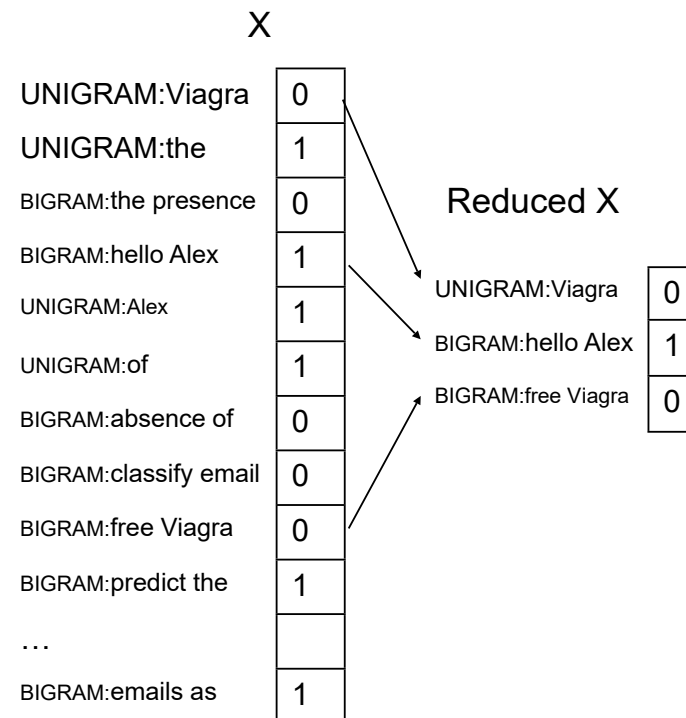 X
UNIGRAM:Viagra 0
UNIGRAM:the 1
BIGRAM:the presence 0
BIGRAM:hello Alex 1
UNIGRAM:Alex 1
UNIGRAM:of 1
BIGRAM:absence of 0
BIGRAM:classify email 0
BIGRAM:free Viagra 0
BIGRAM:predict the 1
…
BIGRAM:emails as 1
Reduced X
UNIGRAM:Viagra 0
BIGRAM:hello Alex 1
BIGRAM:free Viagra 0